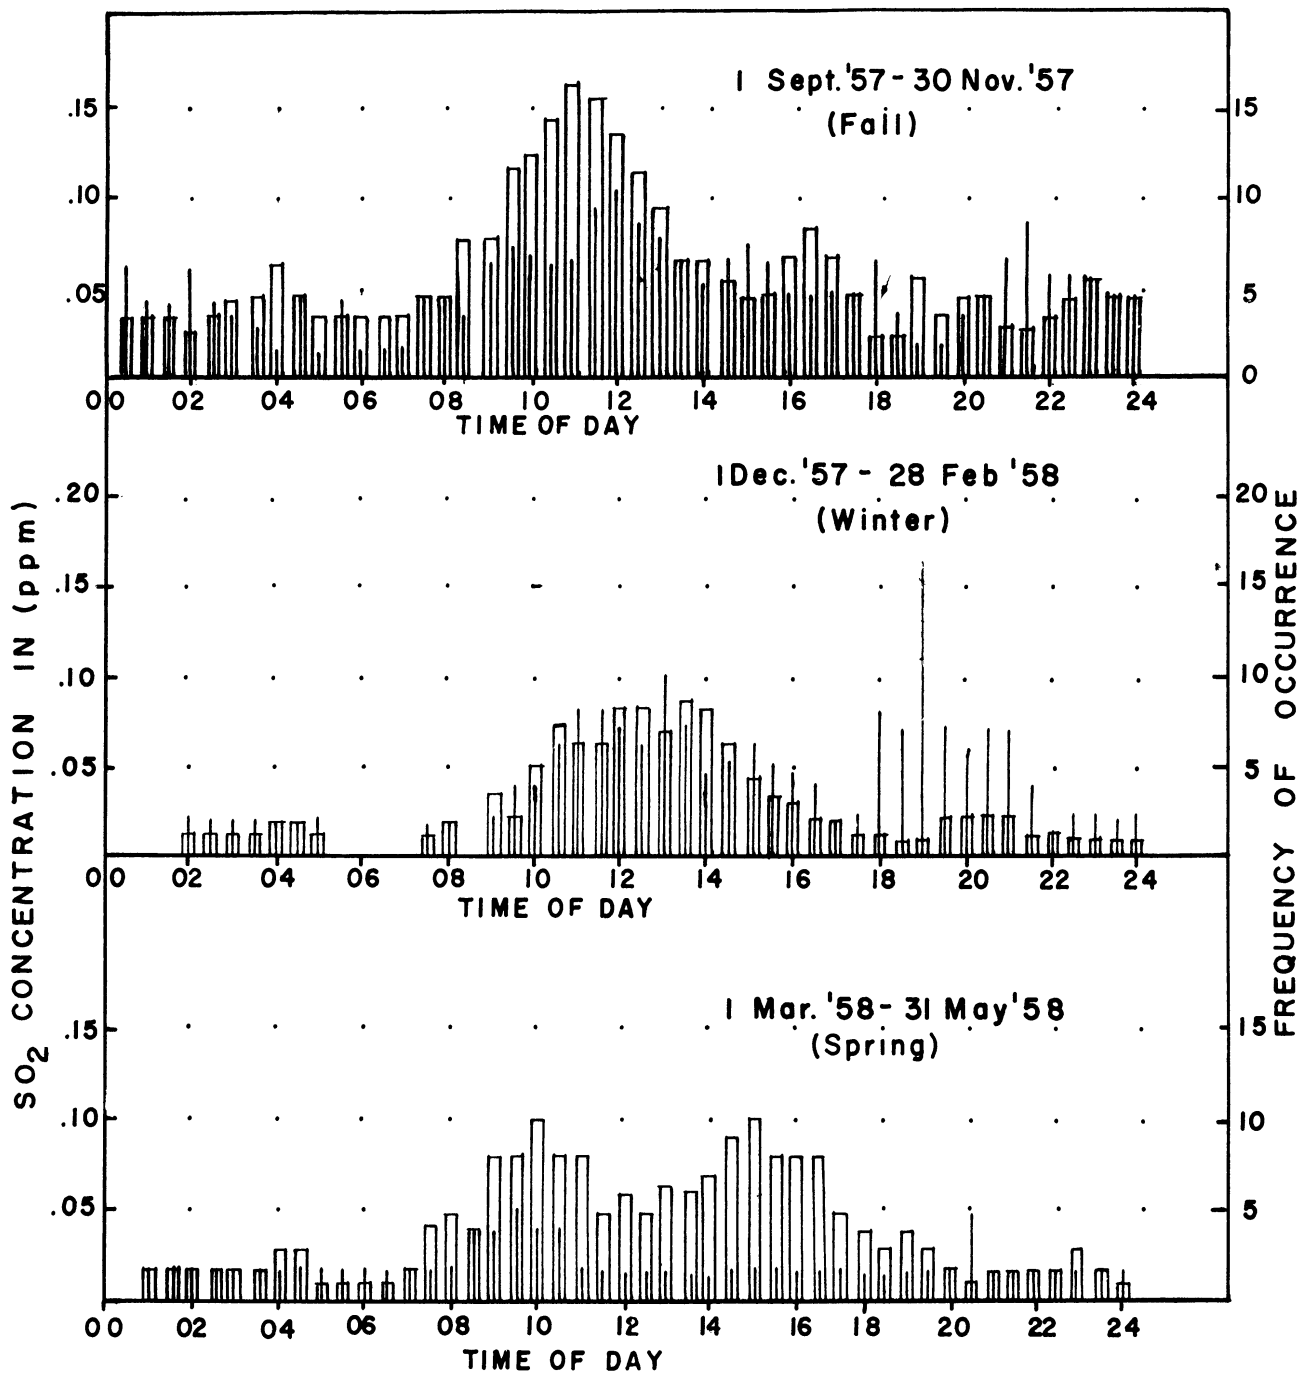 1 Sept. '57 - 30 Nov. '57
(Fall)
.15 15
.10 10
.05 5
0
00 02 04 06 08 10 12 14 16 18 20 22 24
TIME OF DAY
1 Dec. '57 - 28 Feb '58
(Winter)
.20 20
.15 15
.10 10
.05 5
00 02 04 06 08 10 12 14 16 18 20 22 24
TIME OF DAY
1 Mar. '58 - 31 May '58
(Spring)
.15 15
.10 10
.05 5
00 02 04 06 08 10 12 14 16 18 20 22 24
TIME OF DAY
SO2 CONCENTRATION IN (ppm)
FREQUENCY OF OCCURRENCE